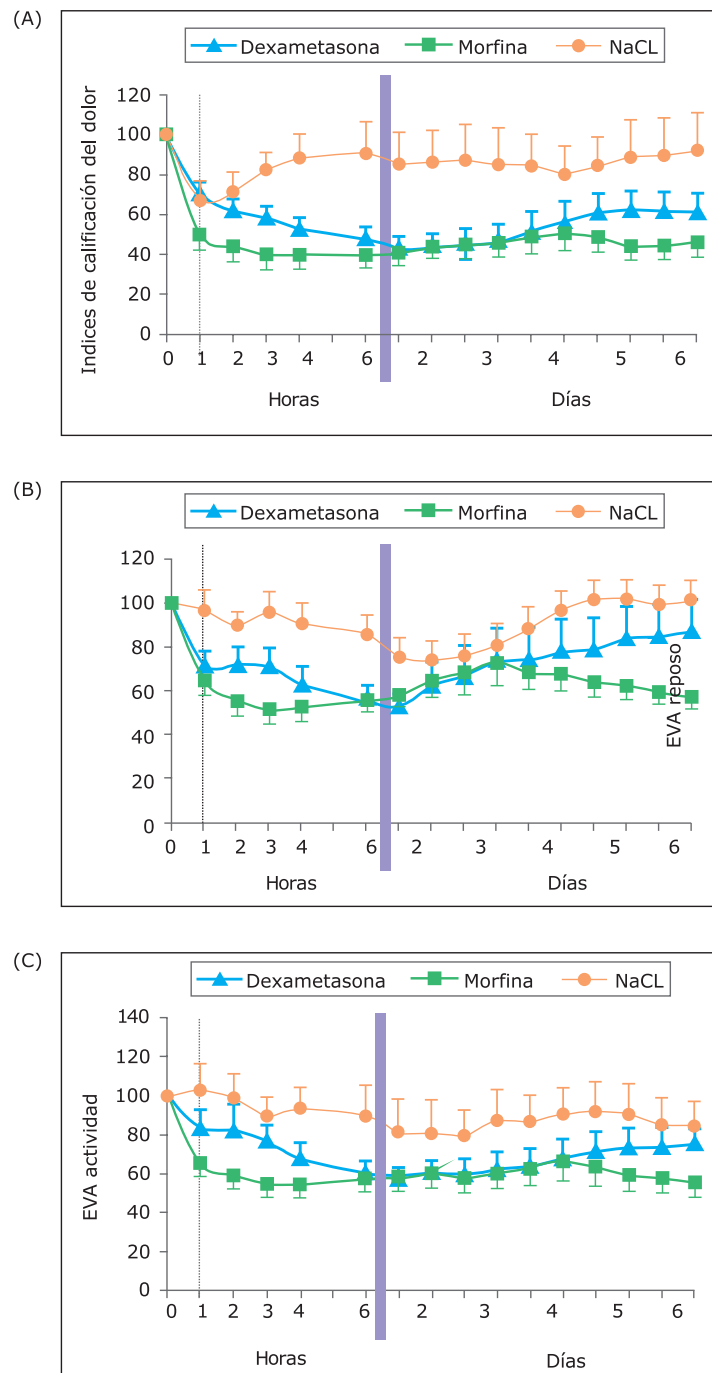 (A)
Dexametasona Morfina NaCL
Indices de calificación del dolor
120
100
80
60
40
20
0
0 1 2 3 4 6 2 3 4 5 6
Horas Días
(B)
Dexametasona Morfina NaCL
120
100
80
60
40
20
0
EVA reposo
0 1 2 3 4 6 2 3 4 5 6
Horas Días
(C)
Dexametasona Morfina NaCL
EVA actividad
140
120
100
80
60
40
20
0
0 1 2 3 4 6 2 3 4 5 6
Horas Días